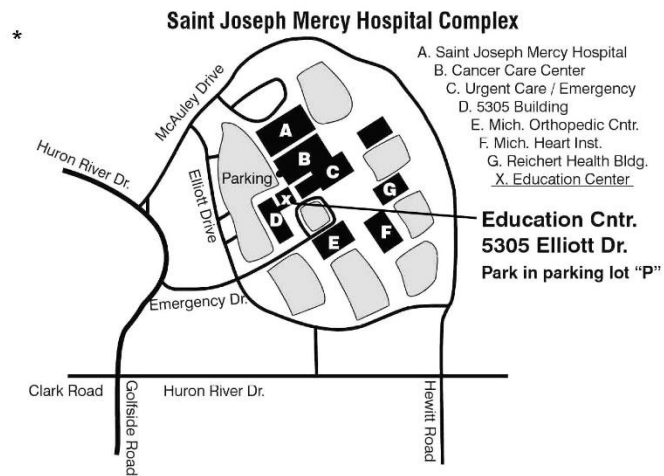 Saint Joseph Mercy Hospital Complex
*
A. Saint Joseph Mercy Hospital
B. Cancer Care Center
C. Urgent Care / Emergency
D. 5305 Building
E. Mich. Orthopedic Cntr.
F. Mich. Heart Inst.
G. Reichert Health Bldg.
X. Education Center
McAuley Drive
Huron River Dr.
Elliott Drive
Parking
A
B
C
X
D
G
E
F
Education Cntr.
5305 Elliott Dr.
Park in parking lot “P”
Emergency Dr.
Clark Road
Huron River Dr.
Golfside Road
Hewitt Road